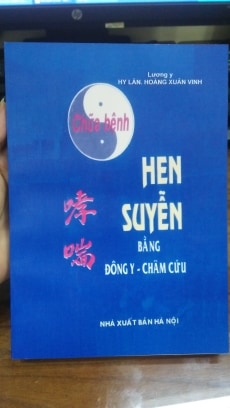 Lương y
HY LÃN. HOÀNG XUÂN VINH
Chữa bệnh
HEN
SUYỄN
哮
喘
BẰNG
ĐÔNG Y - CHÂM CỨU
NHÀ XUẤT BẢN HÀ NỘI